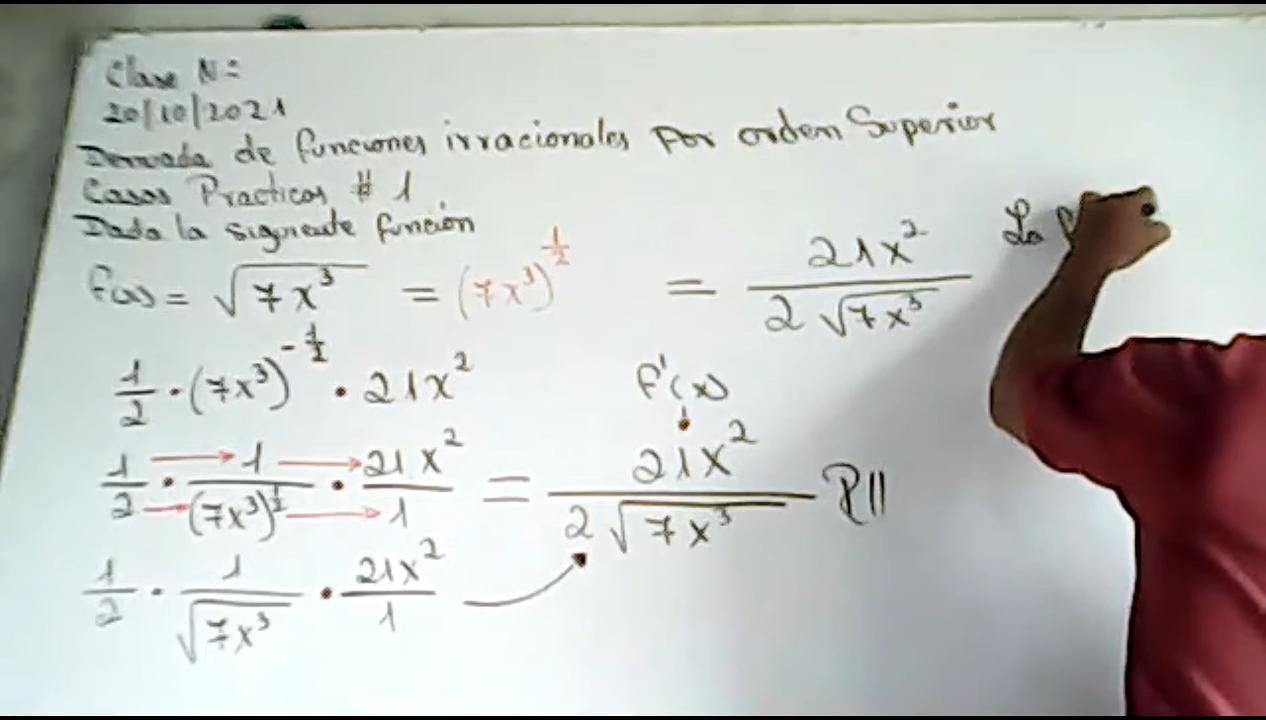 Clase N=
20/10/2021
Derivada de funciones irracionales Por orden Superior
Casos Practicos # 1
Dada la siguiente función
f(x) = √7x³ = (7x³)^½ = 21x² / 2√7x³
La
1/2 · (7x³)^-½ · 21x²
f'(x)
1/2 · 1/(7x³)^½ · 21x²/1 = 21x² / 2√7x³ R//
1/2 · 1/√7x³ · 21x²/1